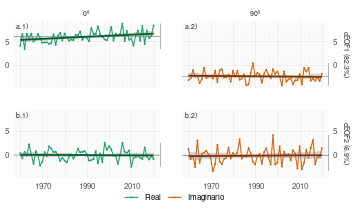 0º 90º
a.1) a.2)
5 5
0 0
cEOF1 (82.3%)
b.1) b.2)
5 5
0 0
cEOF2 (6.9%)
1970 1990 2010 1970 1990 2010
Real Imaginario